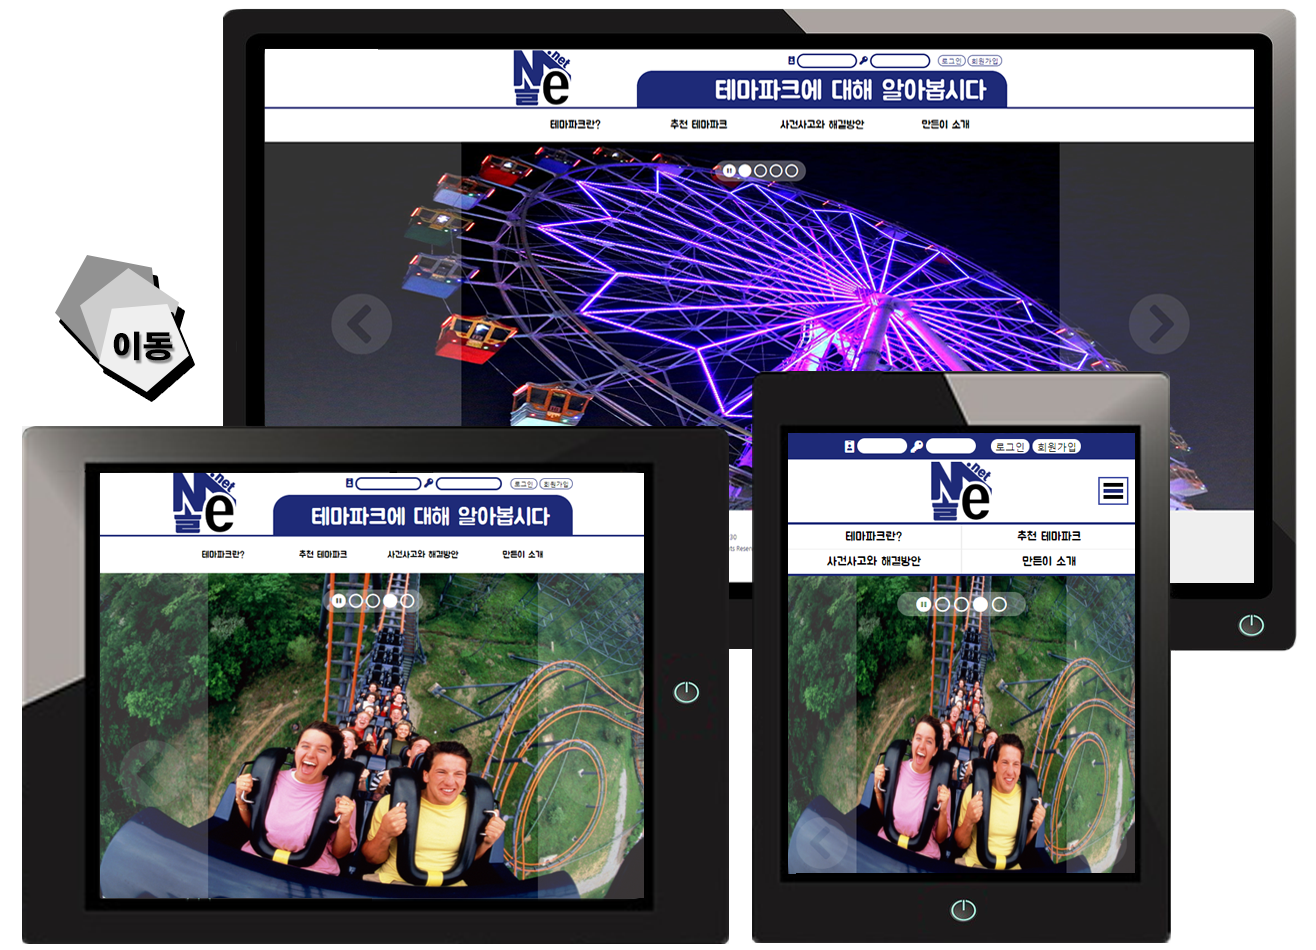 Me
.net
솔
로그인
회원가입
테마파크에 대해 알아봅시다
테마파크란?
추천 테마파크
사건사고와 해결방안
만든이 소개
이동
30
Me
.net
솔
로그인
회원가입
테마파크에 대해 알아봅시다
테마파크란?
추천 테마파크
사건사고와 해결방안
만든이 소개
로그인
회원가입
Me
.net
솔
테마파크란?
추천 테마파크
사건사고와 해결방안
만든이 소개